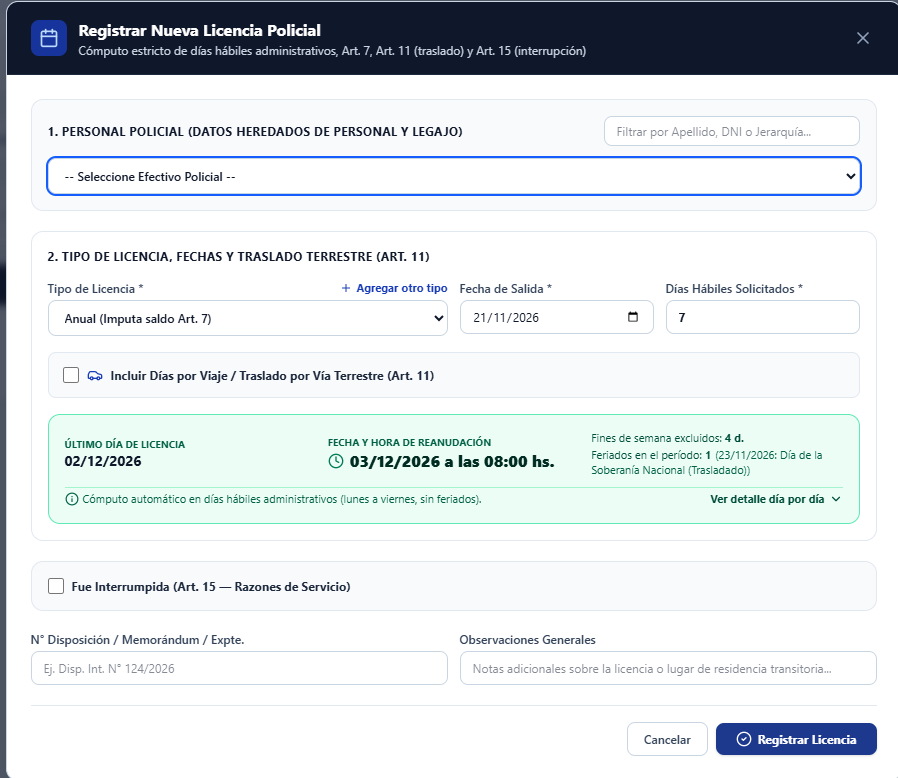 Registrar Nueva Licencia Policial
Cómputo estricto de días hábiles administrativos, Art. 7, Art. 11 (traslado) y Art. 15 (interrupción)
1. PERSONAL POLICIAL (DATOS HEREDADOS DE PERSONAL Y LEGAJO)
Filtrar por Apellido, DNI o Jerarquía...
-- Seleccione Efectivo Policial --
2. TIPO DE LICENCIA, FECHAS Y TRASLADO TERRESTRE (ART. 11)
Tipo de Licencia *
+ Agregar otro tipo
Fecha de Salida *
Días Hábiles Solicitados *
Anual (Imputa saldo Art. 7)
21/11/2026
7
Incluir Días por Viaje / Traslado por Vía Terrestre (Art. 11)
ÚLTIMO DÍA DE LICENCIA
02/12/2026
FECHA Y HORA DE REANUDACIÓN
03/12/2026 a las 08:00 hs.
Fines de semana excluidos: 4 d.
Feriados en el período: 1 (23/11/2026: Día de la
Soberanía Nacional (Trasladado))
Cómputo automático en días hábiles administrativos (lunes a viernes, sin feriados).
Ver detalle día por día
Fue Interrumpida (Art. 15 — Razones de Servicio)
N° Disposición / Memorándum / Expte.
Observaciones Generales
Ej. Disp. Int. N° 124/2026
Notas adicionales sobre la licencia o lugar de residencia transitoria...
Cancelar
Registrar Licencia